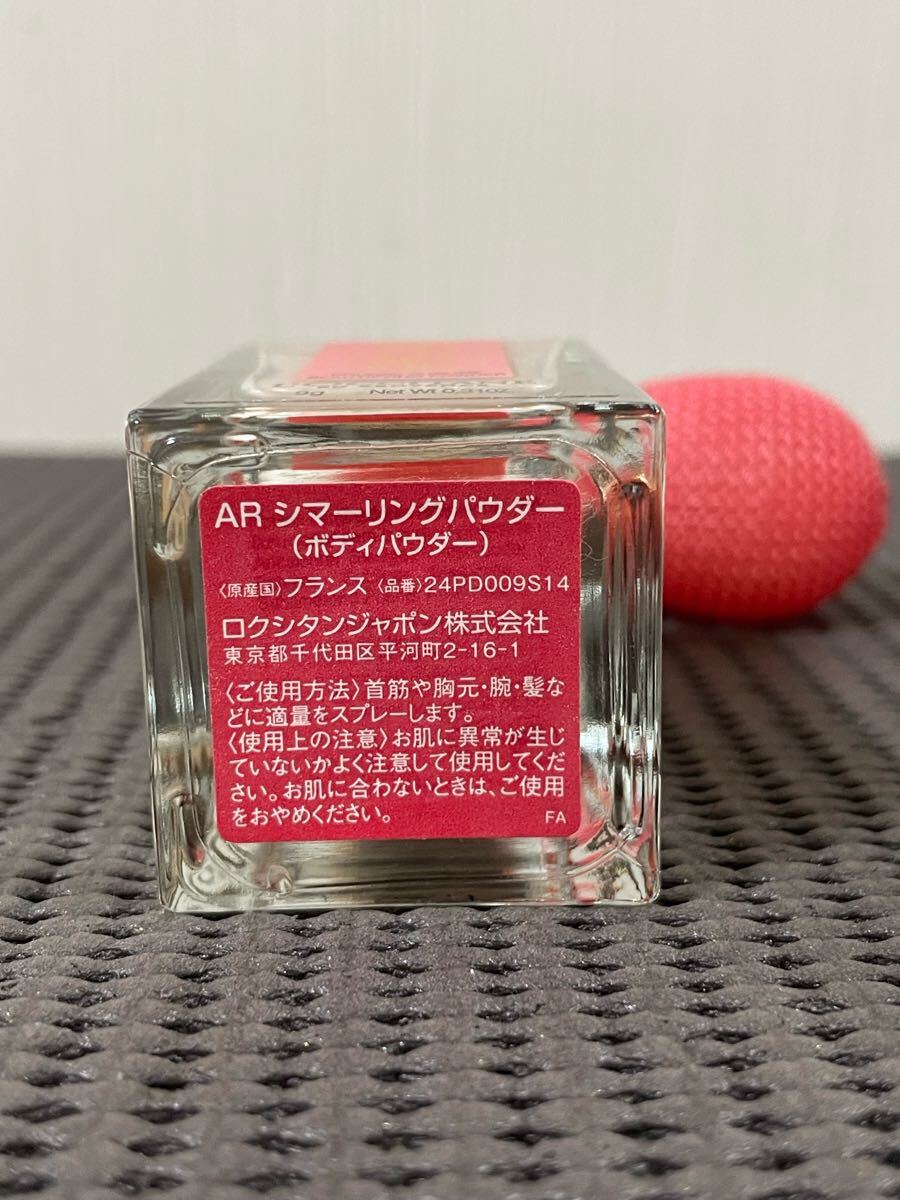 9g Net Wt 0.31oz
AR シマーリングパウダー
（ボディパウダー）
〈原産国〉フランス 〈品番〉24PD009S14
ロクシタンジャポン株式会社
東京都千代田区平河町2-16-1
〈ご使用方法〉首筋や胸元・腕・髪な
どに適量をスプレーします。
〈使用上の注意〉お肌に異常が生じ
ていないかよく注意して使用してくだ
さい。お肌に合わないときは、ご使用
をおやめください。
FA